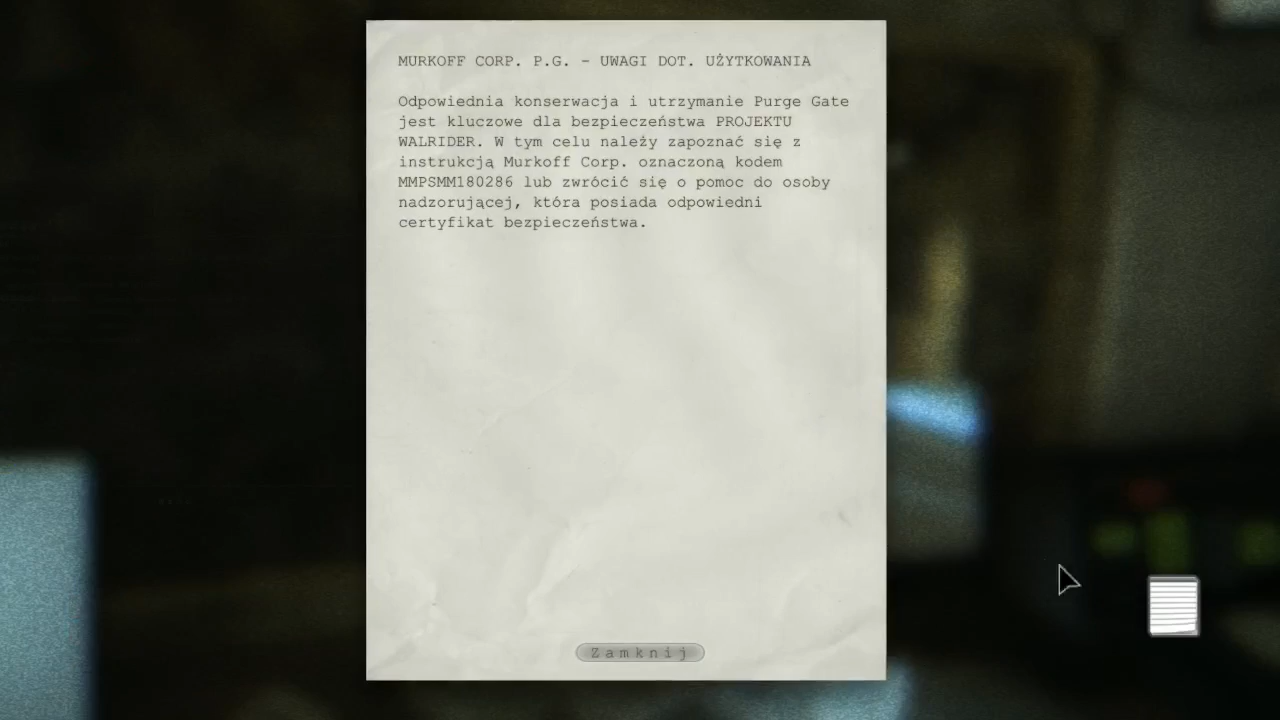 MURKOFF CORP. P.G. - UWAGI DOT. UŻYTKOWANIA
Odpowiednia konserwacja i utrzymanie Purge Gate
jest kluczowe dla bezpieczeństwa PROJEKTU
WALRIDER. W tym celu należy zapoznać się z
instrukcją Murkoff Corp. oznaczoną kodem
MMPSMM180286 lub zwrócić się o pomoc do osoby
nadzorującej, która posiada odpowiedni
certyfikat bezpieczeństwa.
Zamknij